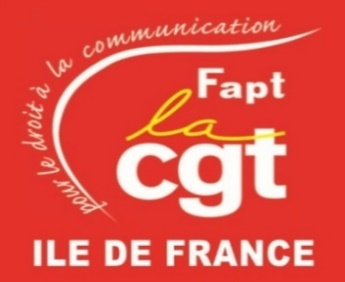 pour le droit à la communication
Fapt
la
cgt
ILE DE FRANCE